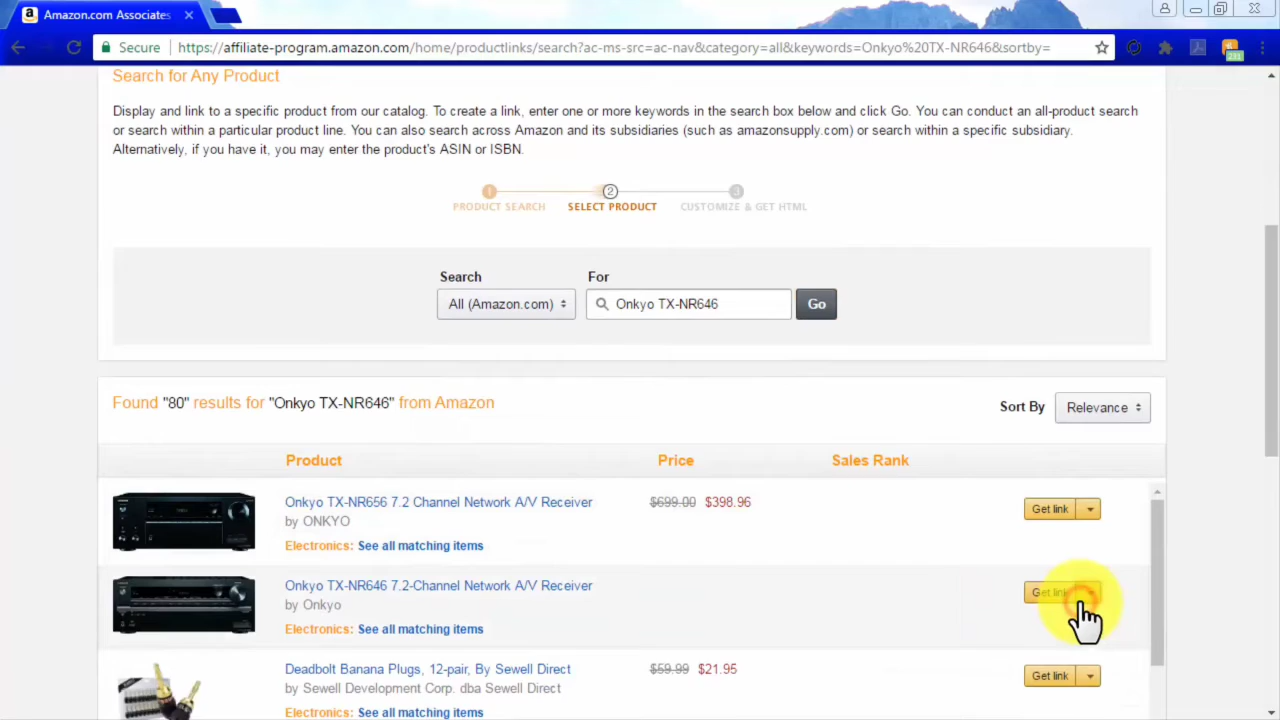 Amazon.com Associates
Secure https://affiliate-program.amazon.com/home/productlinks/search?ac-ms-src=ac-nav&category=all&keywords=Onkyo%20TX-NR646&sortby=
Search for Any Product
Display and link to a specific product from our catalog. To create a link, enter one or more keywords in the search box below and click Go. You can conduct an all-product search
or search within a particular product line. You can also search across Amazon and its subsidiaries (such as amazonsupply.com) or search within a specific subsidiary.
Alternatively, if you have it, you may enter the product's ASIN or ISBN.
1 2 3
PRODUCT SEARCH SELECT PRODUCT CUSTOMIZE & GET HTML
Search For
All (Amazon.com) Onkyo TX-NR646 Go
Found "80" results for "Onkyo TX-NR646" from Amazon
Sort By Relevance
Product Price Sales Rank
Onkyo TX-NR656 7.2 Channel Network A/V Receiver $699.00 $398.96 Get link
by ONKYO
Electronics: See all matching items
Onkyo TX-NR646 7.2-Channel Network A/V Receiver Get link
by Onkyo
Electronics: See all matching items
Deadbolt Banana Plugs, 12-pair, By Sewell Direct $59.99 $21.95 Get link
by Sewell Development Corp. dba Sewell Direct
Electronics: See all matching items